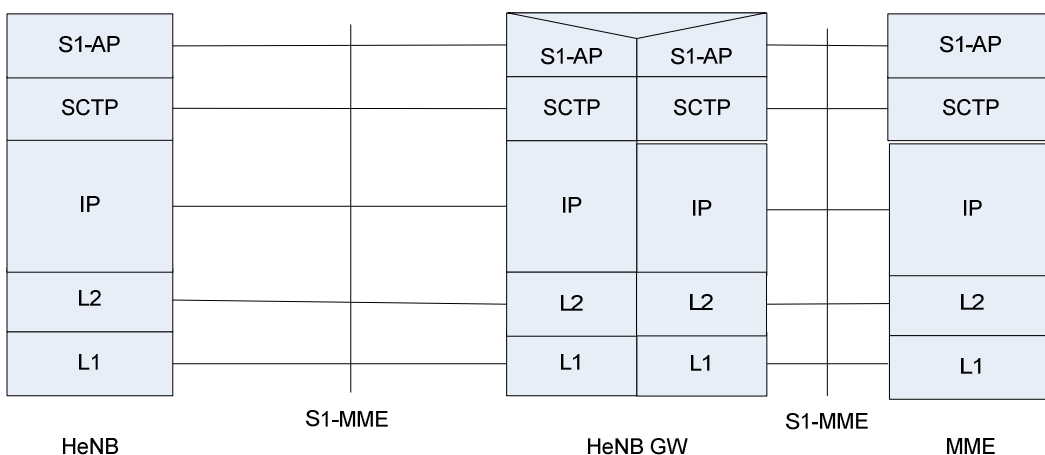 S1-AP
S1-AP
S1-AP
S1-AP
SCTP
SCTP
SCTP
SCTP
IP
IP
IP
IP
L2
L2
L2
L2
L1
L1
L1
L1
S1-MME
S1-MME
HeNB
HeNB GW
MME